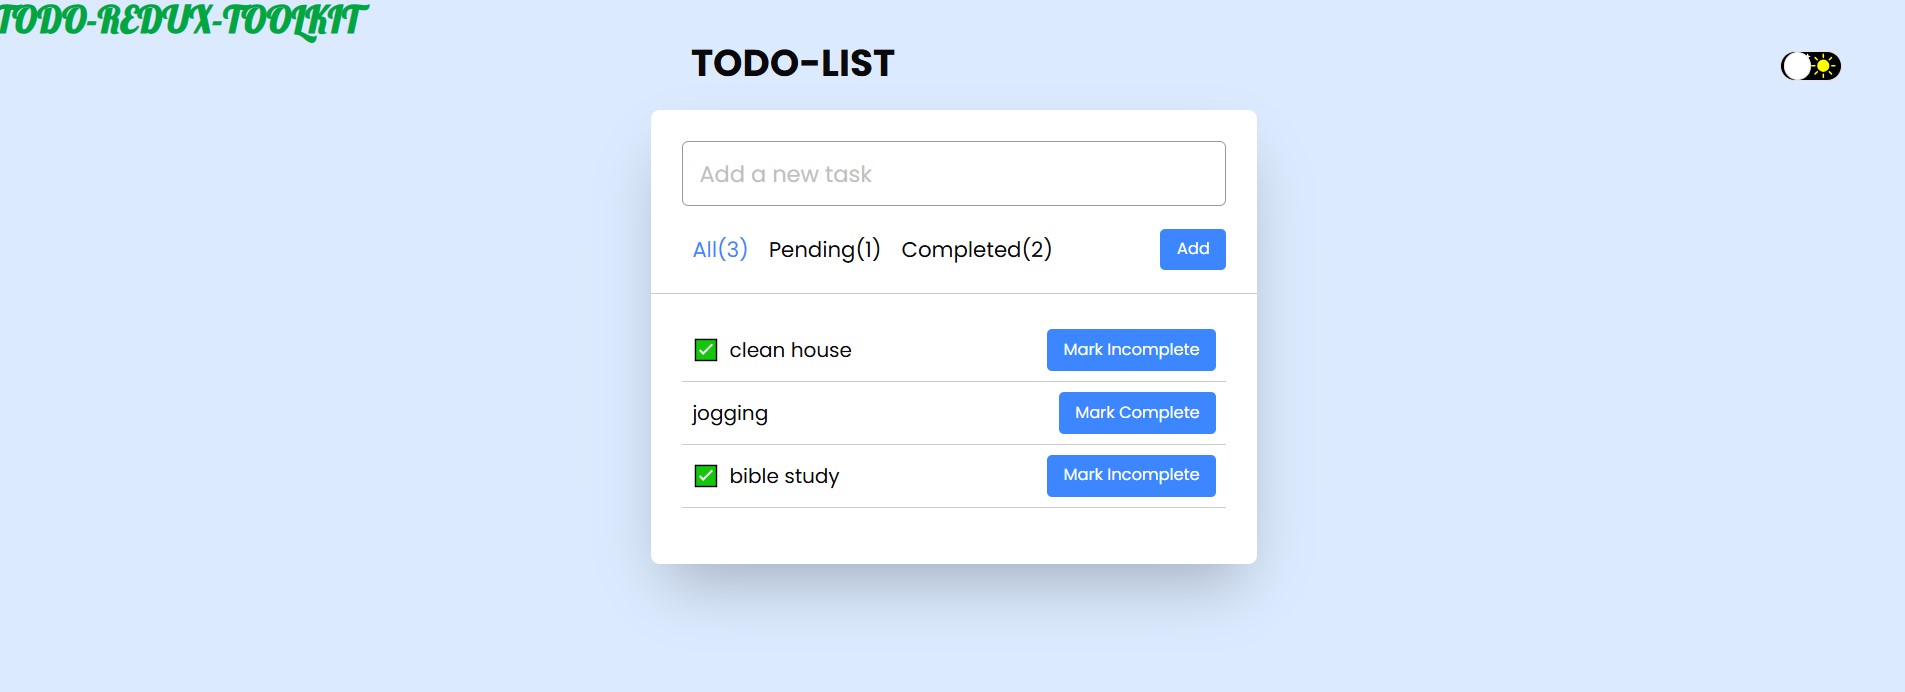 TODO-REDUX-TOOLKIT
TODO-LIST
Add a new task
All(3) Pending(1) Completed(2) Add
clean house Mark Incomplete
jogging Mark Complete
bible study Mark Incomplete